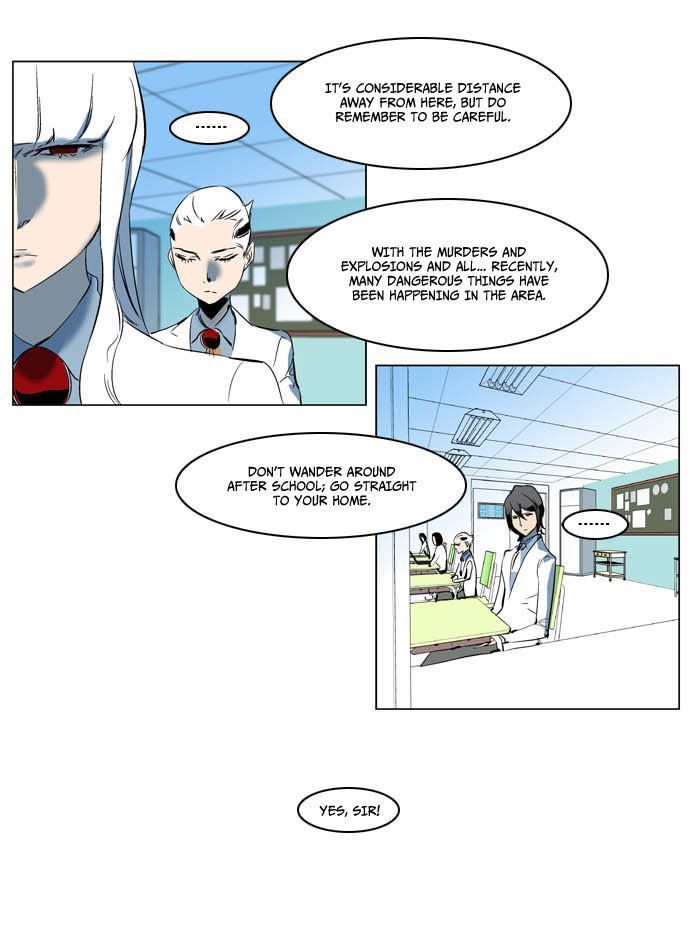 IT'S CONSIDERABLE DISTANCE
AWAY FROM HERE, BUT DO
REMEMBER TO BE CAREFUL.
------
WITH THE MURDERS AND
EXPLOSIONS AND ALL... RECENTLY,
MANY DANGEROUS THINGS HAVE
BEEN HAPPENING IN THE AREA.
DON'T WANDER AROUND
AFTER SCHOOL; GO STRAIGHT
TO YOUR HOME.
------
YES, SIR!